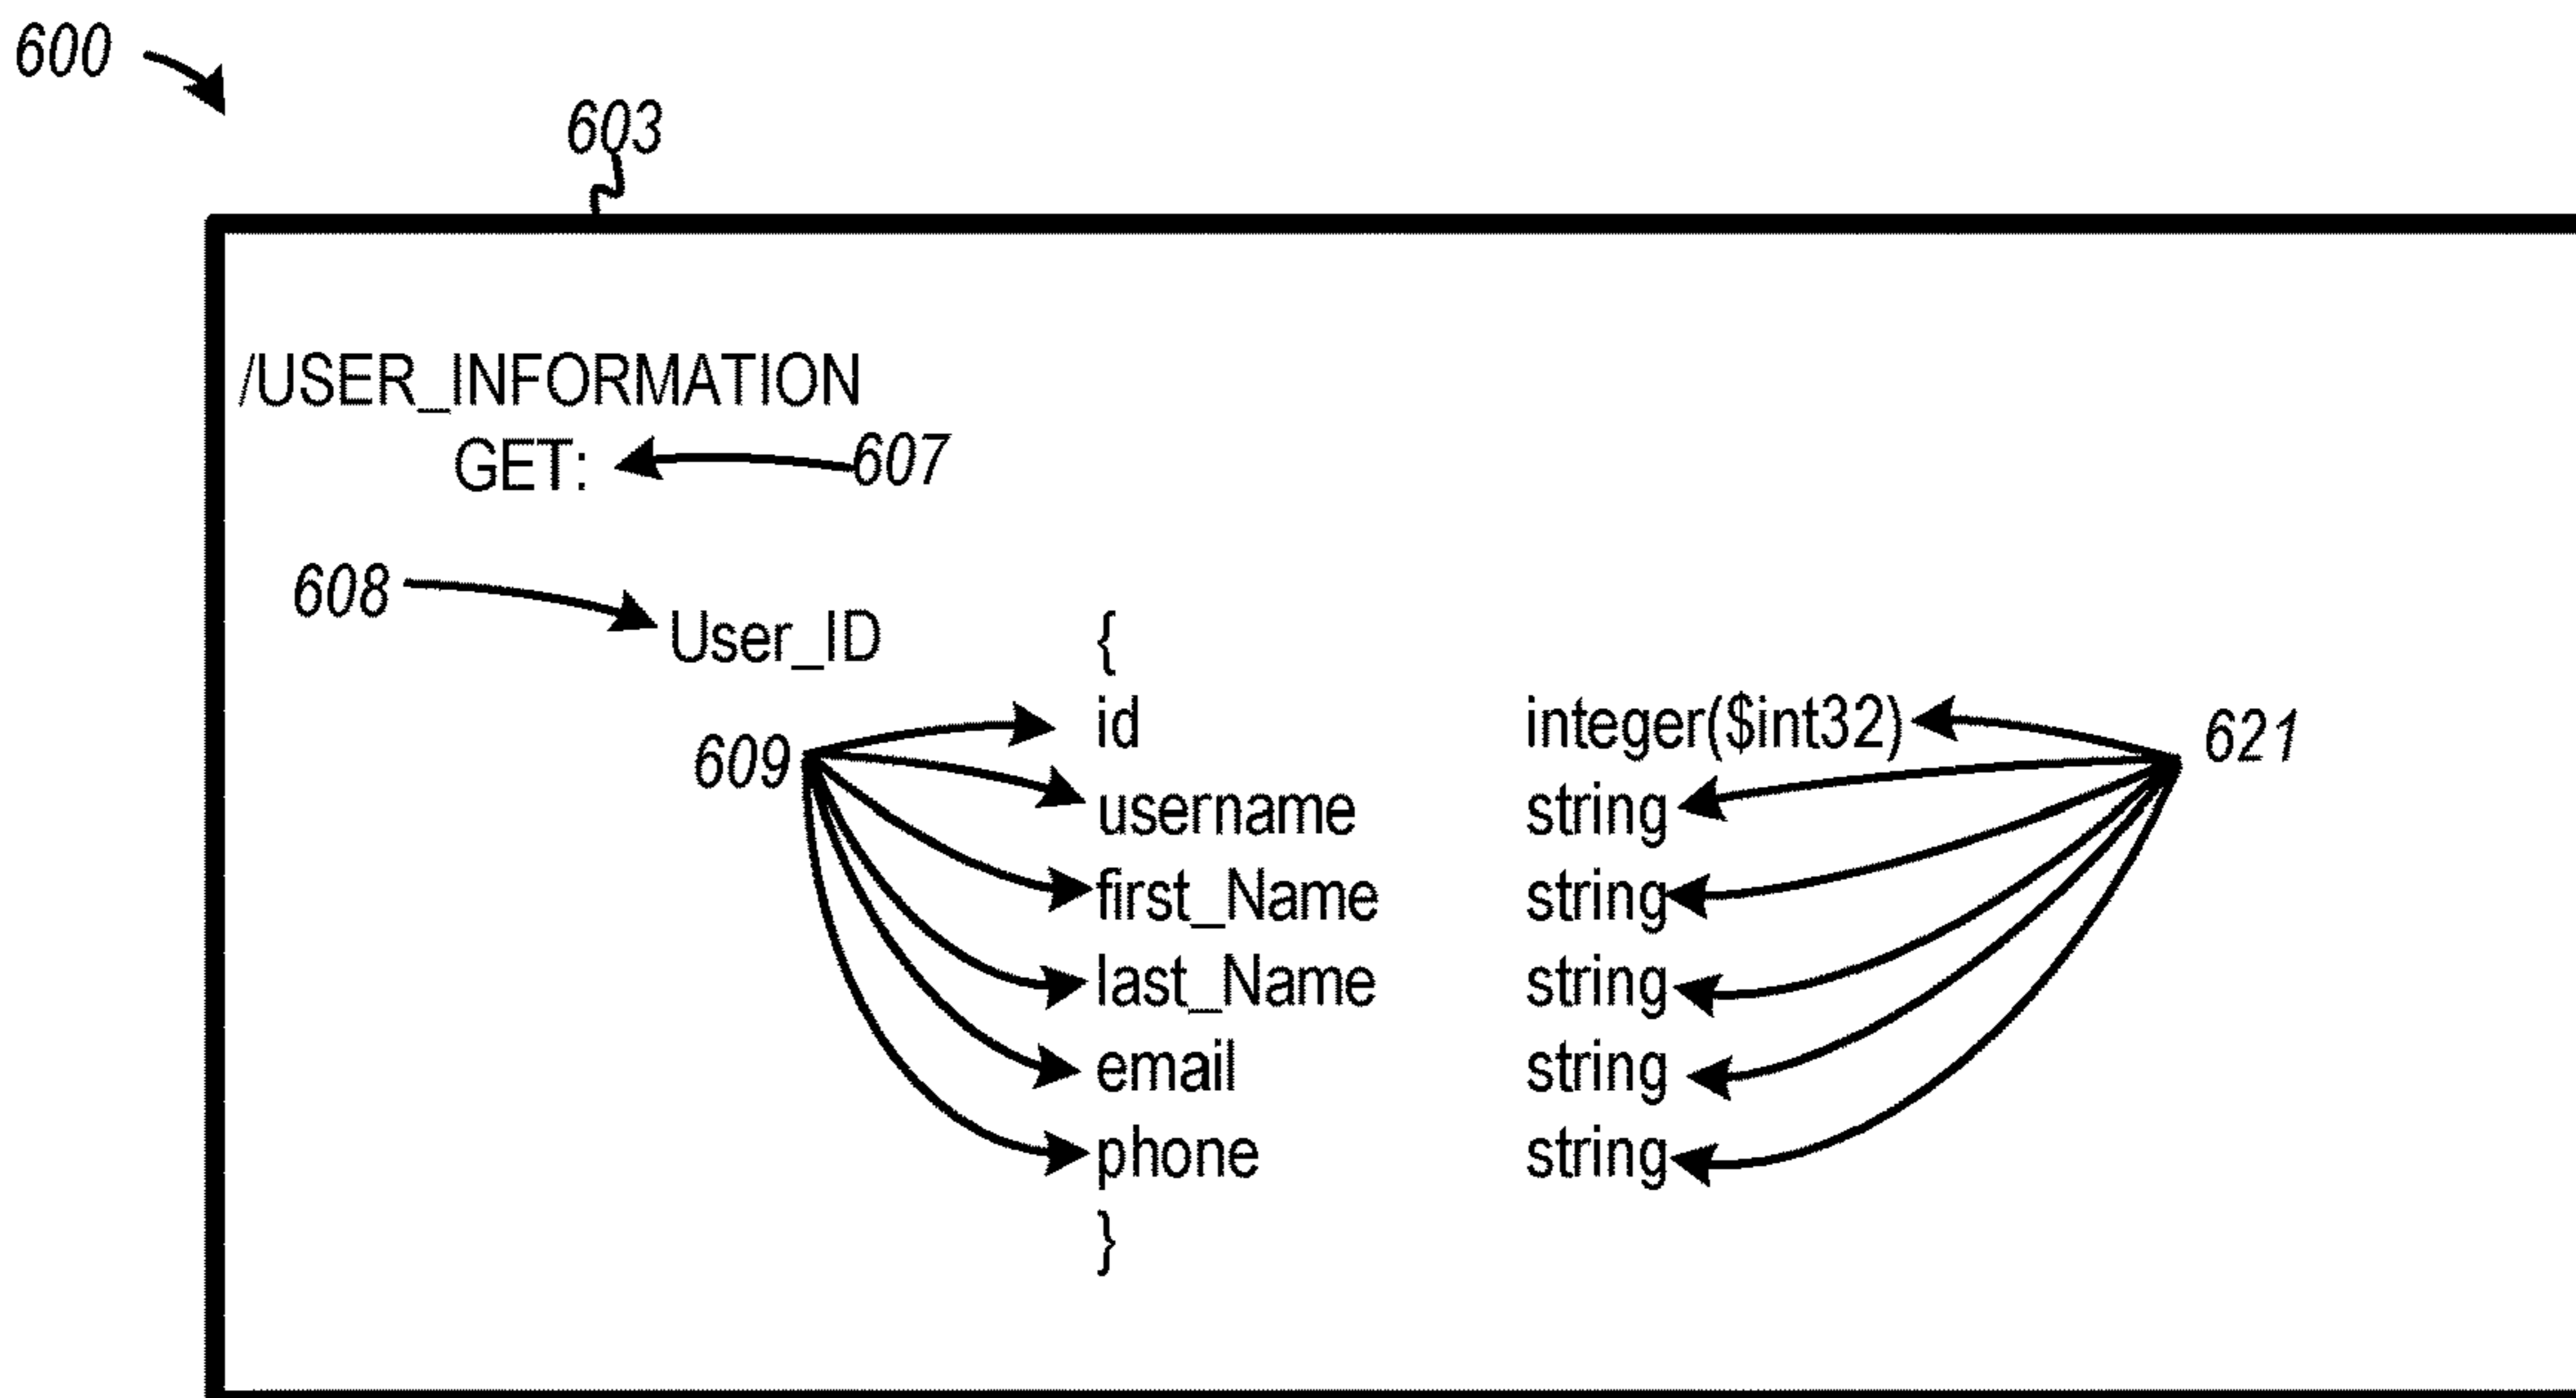 600
603
/USER_INFORMATION
GET: 607
608
User_ID {
id integer($int32)
609 621
username string
first_Name string
last_Name string
email string
phone string
}